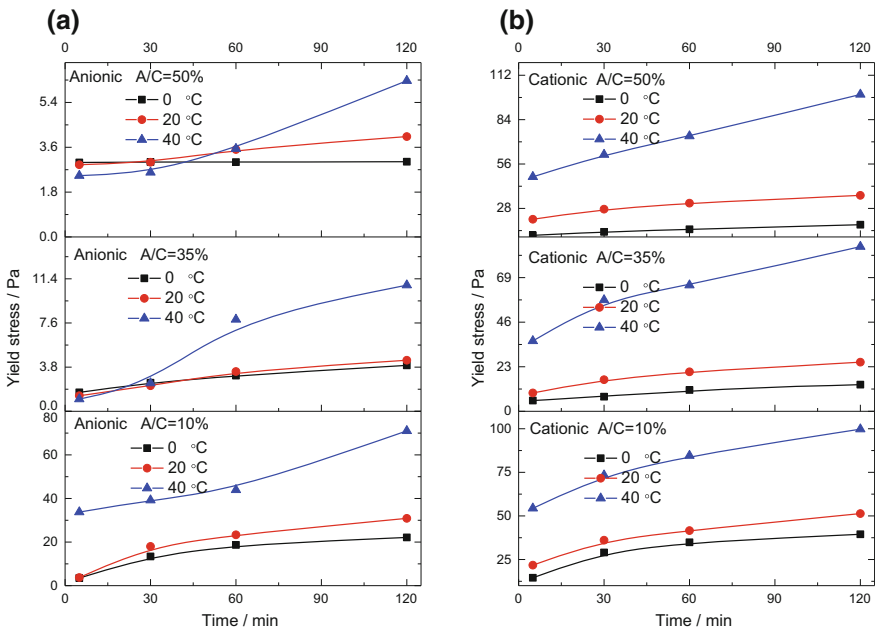 (a)
(b)
0 30 60 90 120
0 30 60 90 120
Anionic A/C=50%
0 °C
20 °C
40 °C
5.4
3.6
1.8
0.0
Cationic A/C=50%
0 °C
20 °C
40 °C
112
84
56
28
Anionic A/C=35%
0 °C
20 °C
40 °C
11.4
7.6
3.8
0.0
Cationic A/C=35%
0 °C
20 °C
40 °C
69
46
23
0
Anionic A/C=10%
0 °C
20 °C
40 °C
80
60
40
20
0
Cationic A/C=10%
0 °C
20 °C
40 °C
100
75
50
25
Yield stress / Pa
Yield stress / Pa
0 30 60 90 120
0 30 60 90 120
Time / min
Time / min